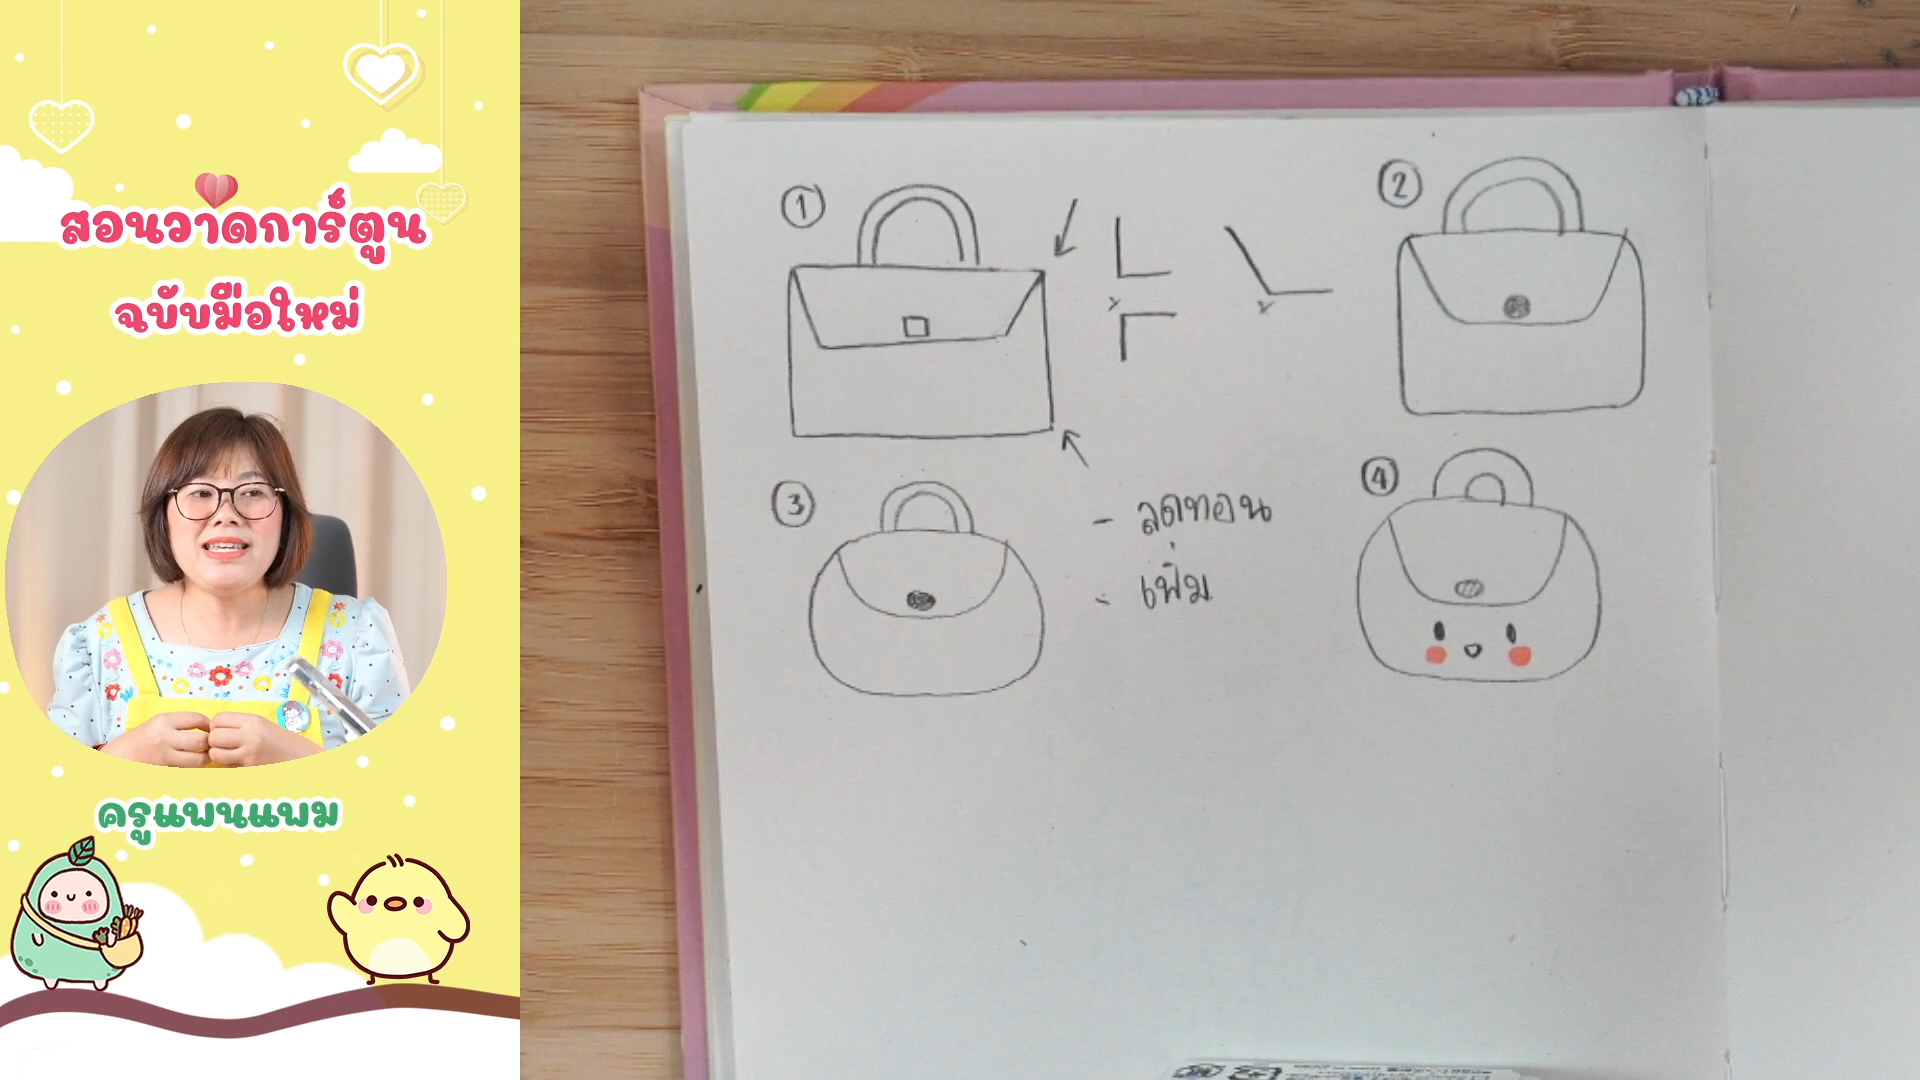 สอนวาดการ์ตูน
ฉบับมือใหม่
ครูแพนแพม
1
2
3
4
- ลดทอน
- เพิ่ม